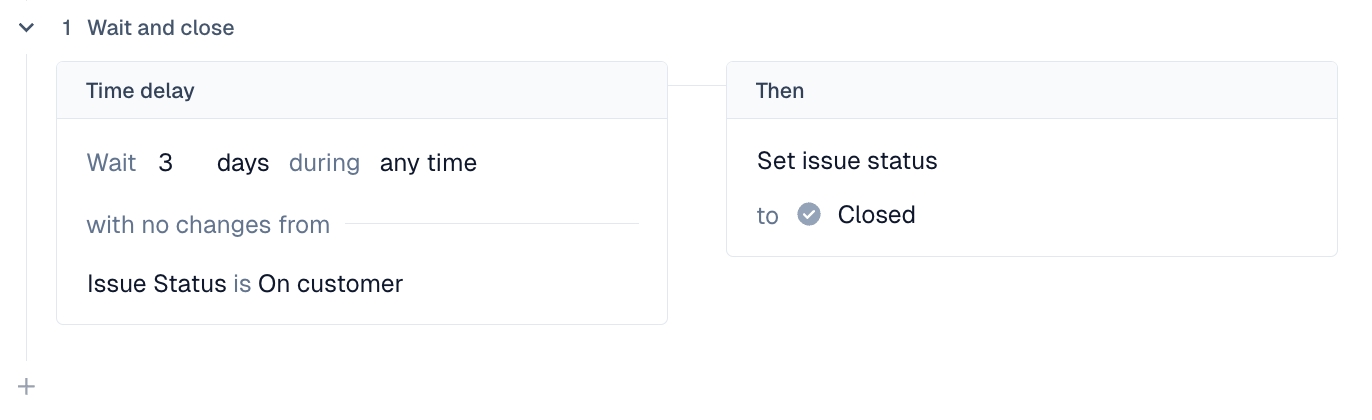 1 Wait and close
Time delay
Wait 3 days during any time
with no changes from
Issue Status is On customer
Then
Set issue status
to Closed